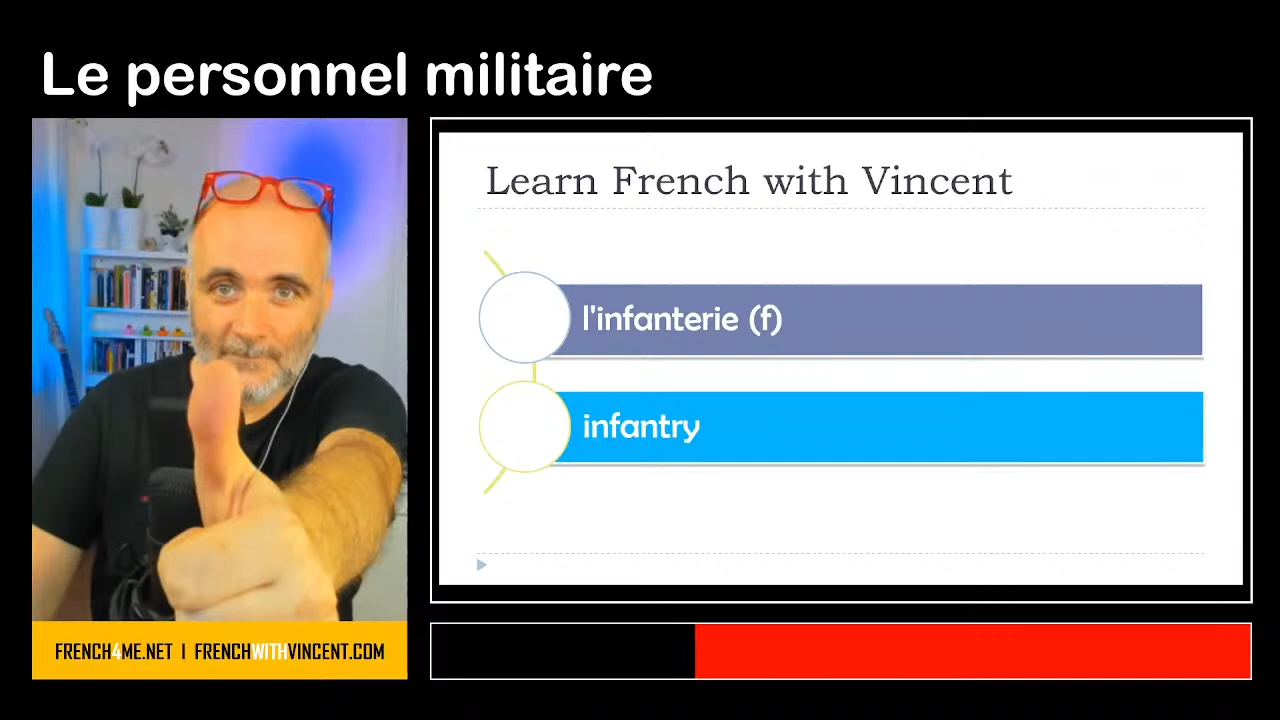 Le personnel militaire
Learn French with Vincent
l'infanterie (f)
infantry
FRENCH4ME.NET I FRENCHWITHVINCENT.COM